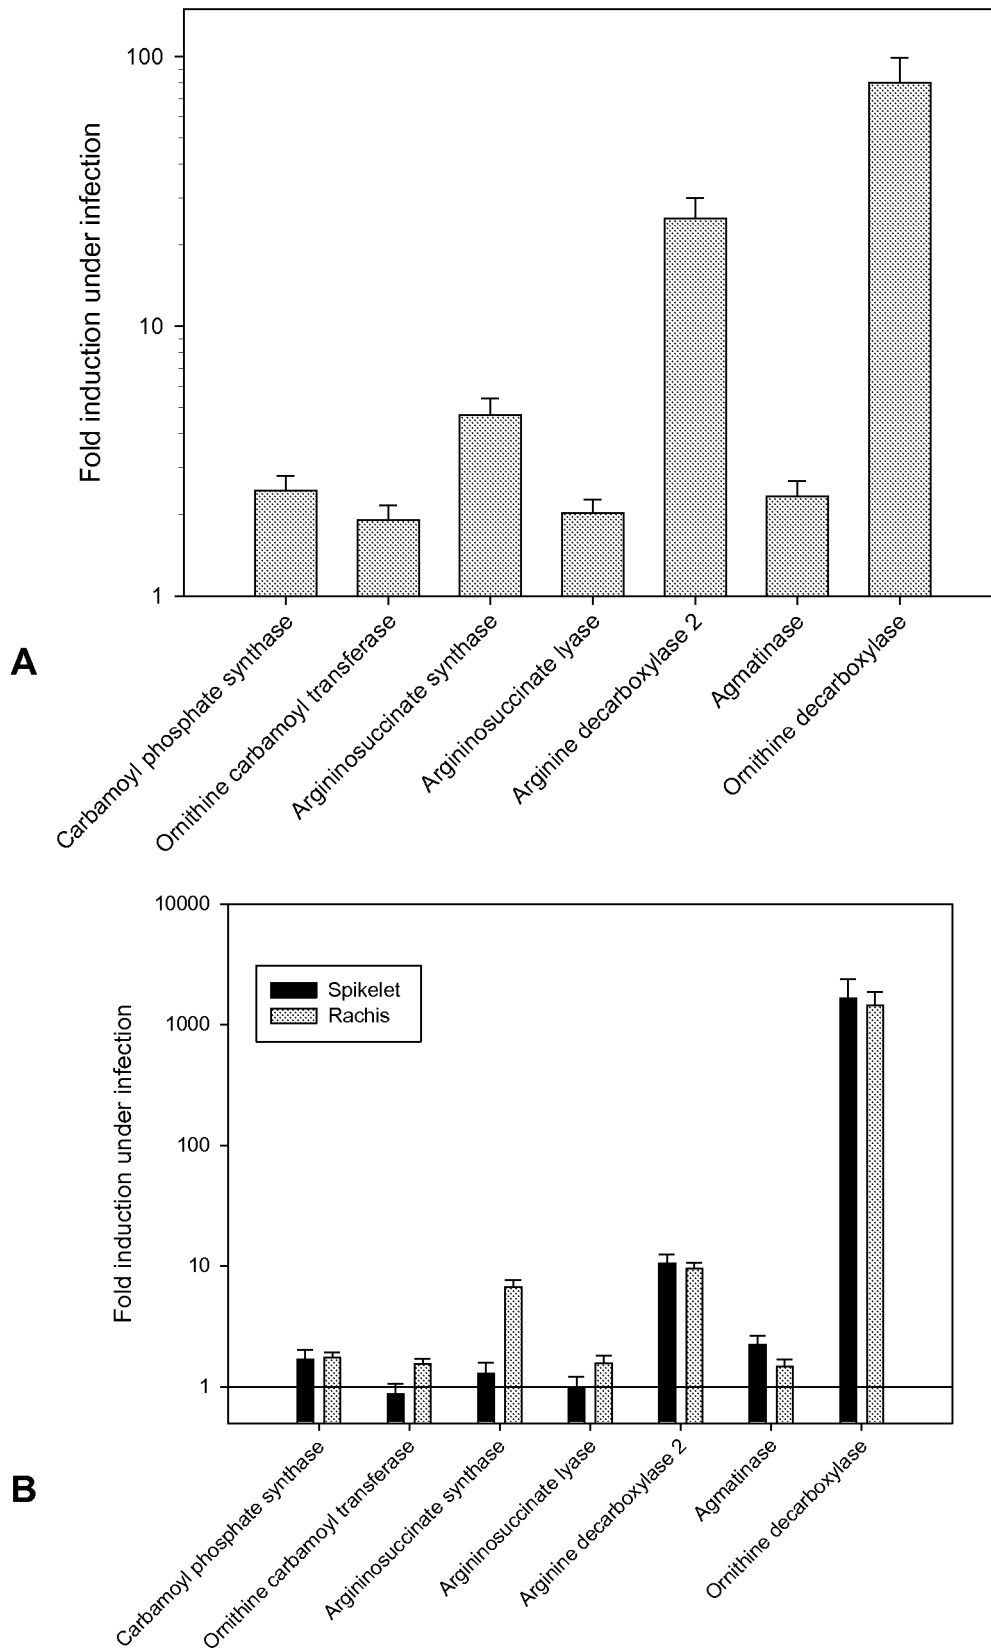 100
10
1
Fold induction under infection
Carbamoyl phosphate synthase
Ornithine carbamoyl transferase
Argininosuccinate synthase
Argininosuccinate lyase
Arginine decarboxylase 2
Agmatinase
Ornithine decarboxylase
A
10000
1000
100
10
1
Fold induction under infection
Spikelet
Rachis
Carbamoyl phosphate synthase
Ornithine carbamoyl transferase
Argininosuccinate synthase
Argininosuccinate lyase
Arginine decarboxylase 2
Agmatinase
Ornithine decarboxylase
B